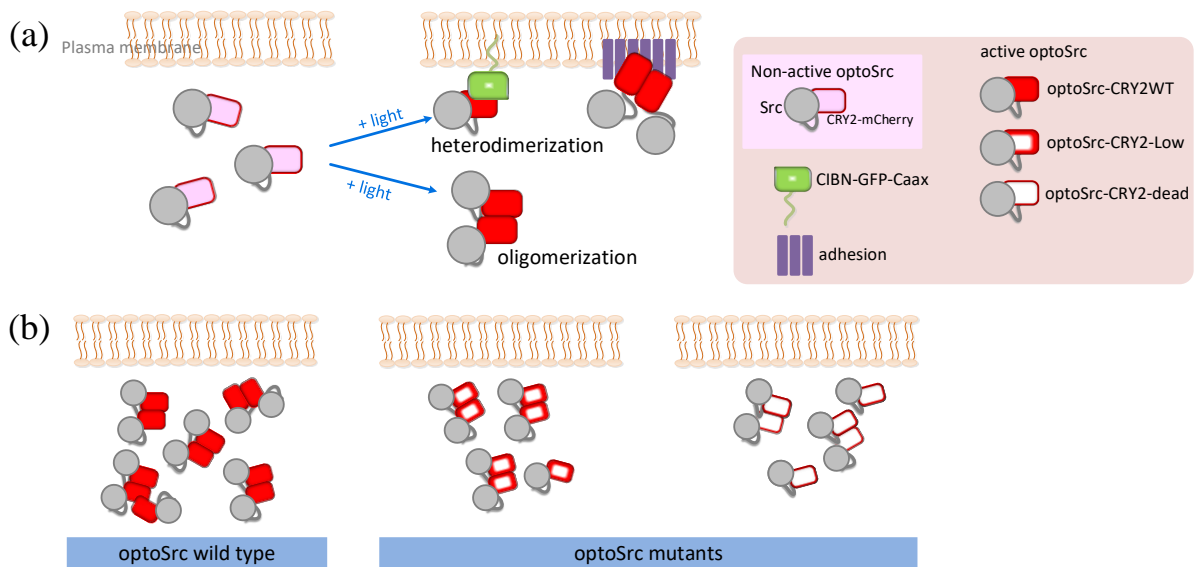 (a)
Plasma membrane
+ light
heterodimerization
+ light
oligomerization
Non-active optoSrc
Src
CRY2-mCherry
CIBN-GFP-Caax
adhesion
active optoSrc
optoSrc-CRY2WT
optoSrc-CRY2-Low
optoSrc-CRY2-dead
(b)
optoSrc wild type
optoSrc mutants